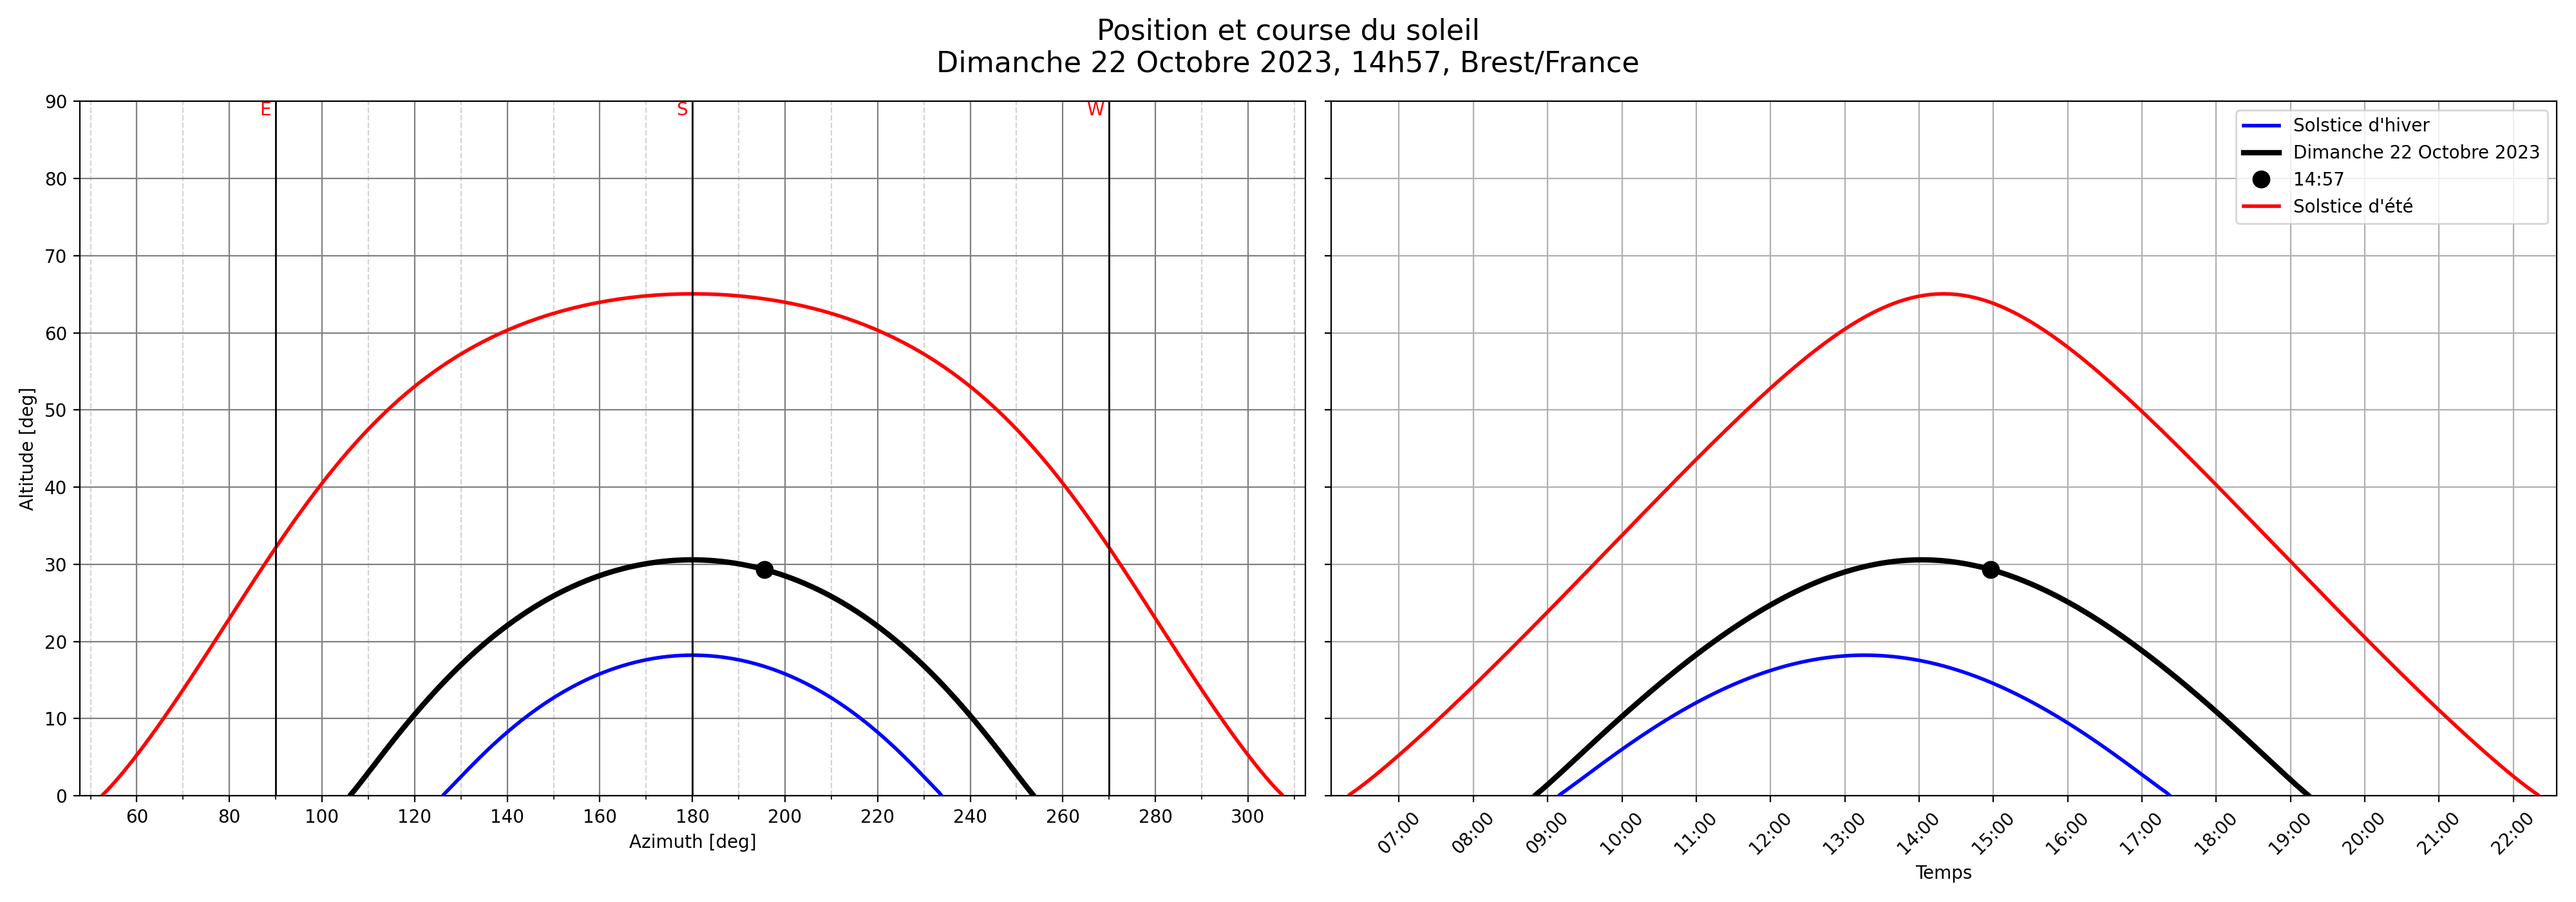 Position et course du soleil
Dimanche 22 Octobre 2023, 14h57, Brest/France
E
S
W
90
80
70
60
50
40
30
20
10
0
Altitude [deg]
60 80 100 120 140 160 180 200 220 240 260 280 300
Azimuth [deg]
Solstice d'hiver
Dimanche 22 Octobre 2023
14:57
Solstice d'été
07:00 08:00 09:00 10:00 11:00 12:00 13:00 14:00 15:00 16:00 17:00 18:00 19:00 20:00 21:00 22:00
Temps